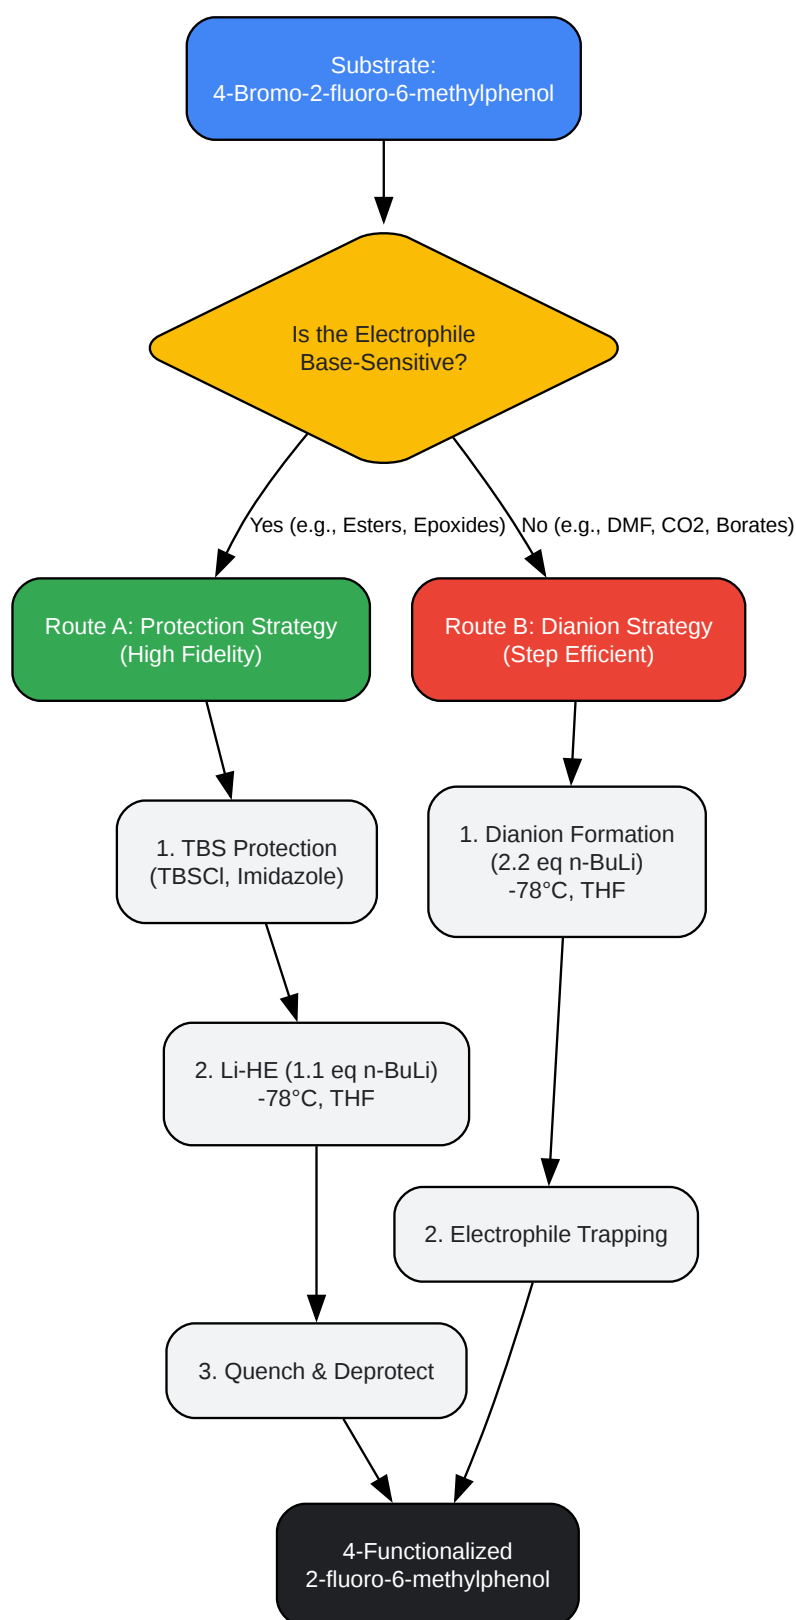 Substrate:
4-Bromo-2-fluoro-6-methylphenol
Is the Electrophile
Base-Sensitive?
Yes (e.g., Esters, Epoxides)
No (e.g., DMF, CO2, Borates)
Route A: Protection Strategy
(High Fidelity)
Route B: Dianion Strategy
(Step Efficient)
1. TBS Protection
(TBSCl, Imidazole)
1. Dianion Formation
(2.2 eq n-BuLi)
-78°C, THF
2. Li-HE (1.1 eq n-BuLi)
-78°C, THF
2. Electrophile Trapping
3. Quench & Deprotect
4-Functionalized
2-fluoro-6-methylphenol